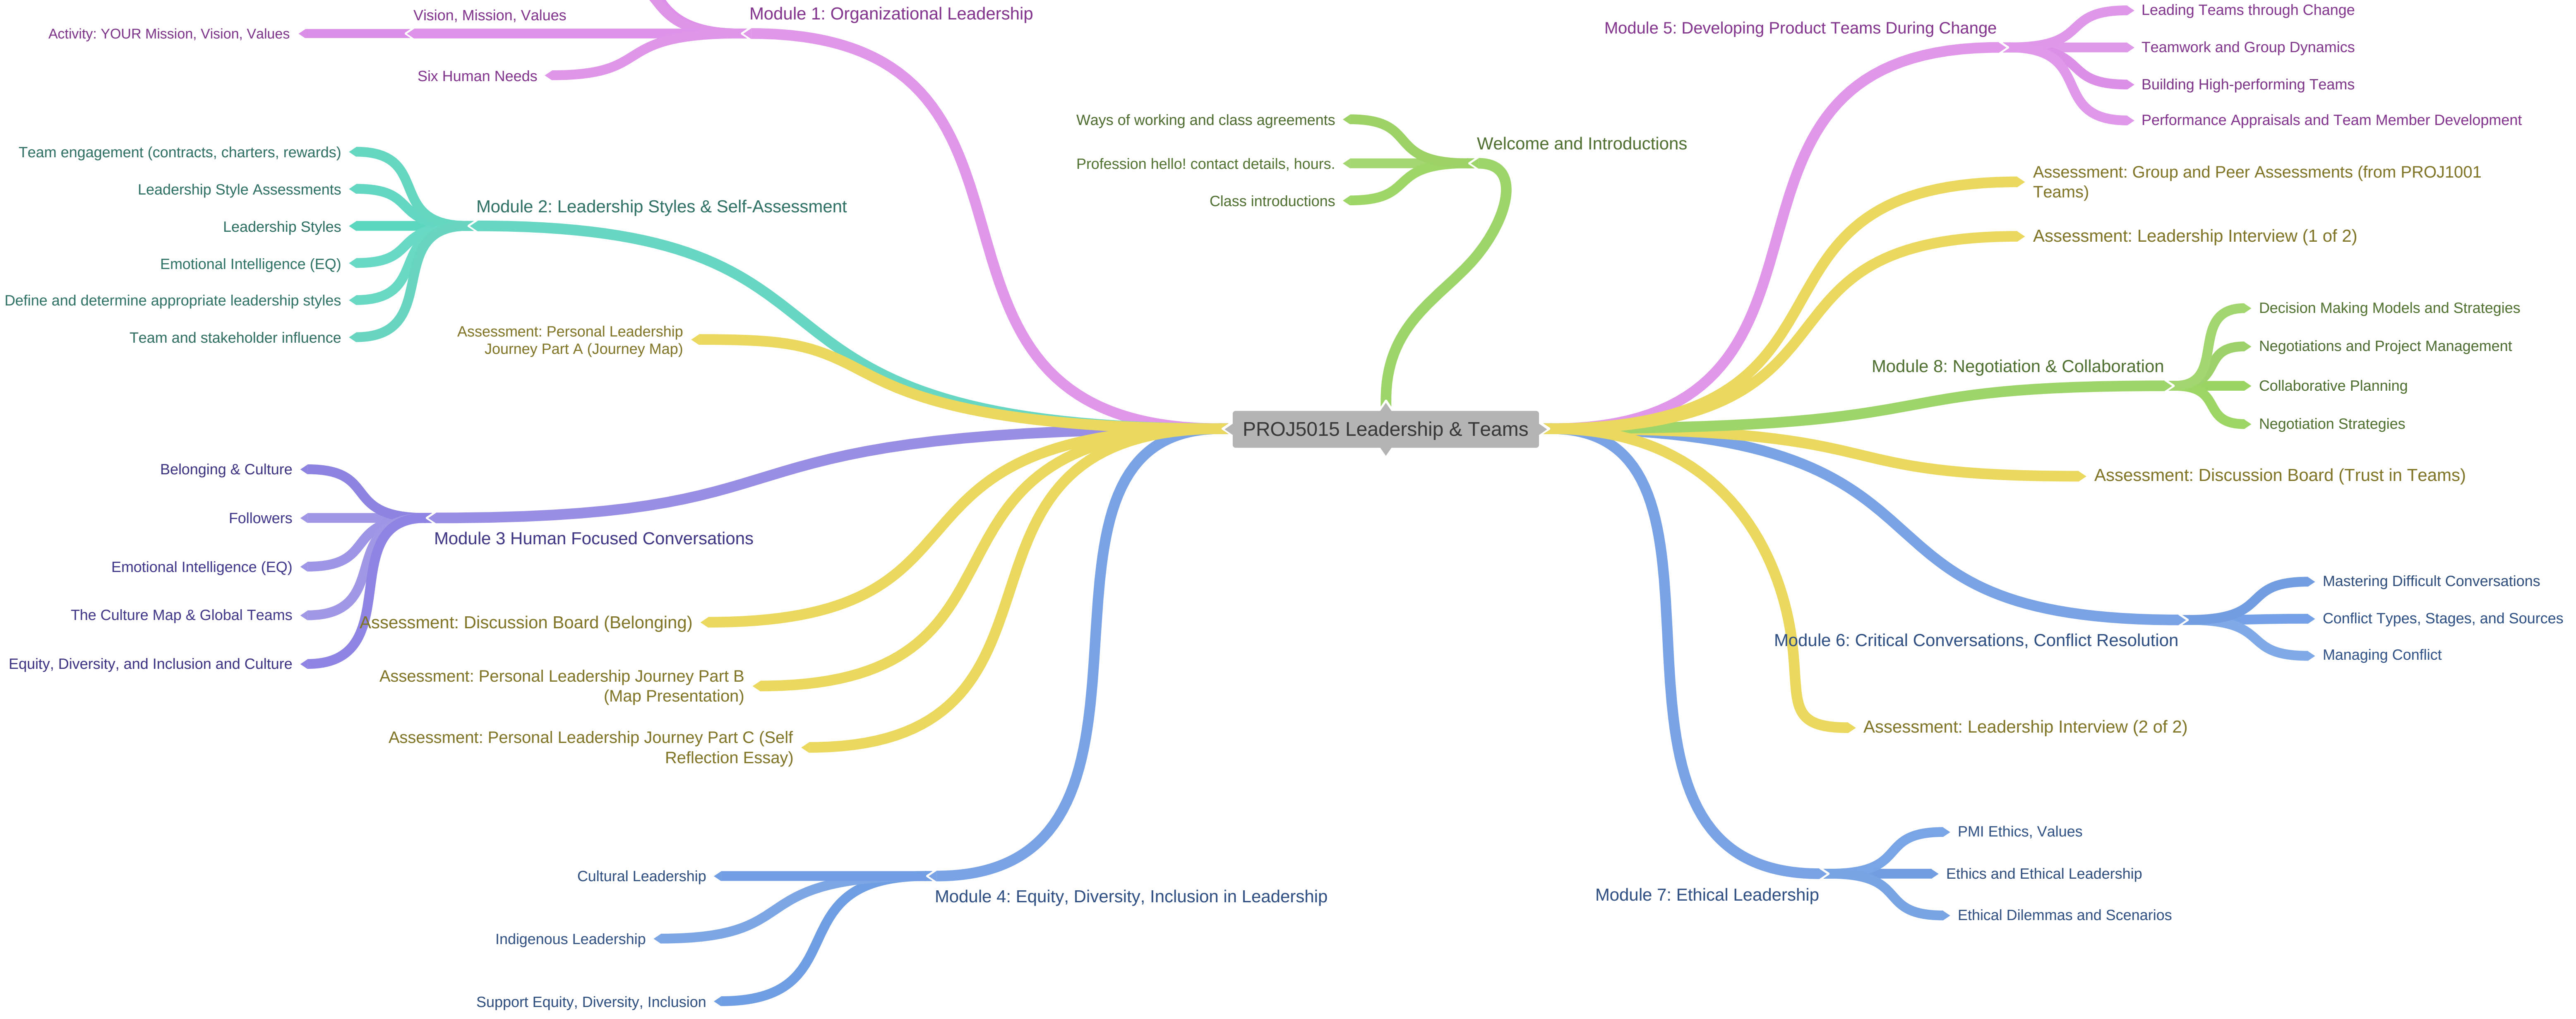 Module 1: Organizational Leadership
Vision, Mission, Values
Activity: YOUR Mission, Vision, Values
Six Human Needs
Module 2: Leadership Styles & Self-Assessment
Team engagement (contracts, charters, rewards)
Leadership Style Assessments
Leadership Styles
Emotional Intelligence (EQ)
Define and determine appropriate leadership styles
Team and stakeholder influence
Assessment: Personal Leadership
Journey Part A (Journey Map)
Module 3 Human Focused Conversations
Belonging & Culture
Followers
Emotional Intelligence (EQ)
The Culture Map & Global Teams
Equity, Diversity, and Inclusion and Culture
Assessment: Discussion Board (Belonging)
Assessment: Personal Leadership Journey Part B
(Map Presentation)
Assessment: Personal Leadership Journey Part C (Self
Reflection Essay)
Module 4: Equity, Diversity, Inclusion in Leadership
Cultural Leadership
Indigenous Leadership
Support Equity, Diversity, Inclusion
Welcome and Introductions
Ways of working and class agreements
Profession hello! contact details, hours.
Class introductions
PROJ5015 Leadership & Teams
Module 5: Developing Product Teams During Change
Leading Teams through Change
Teamwork and Group Dynamics
Building High-performing Teams
Performance Appraisals and Team Member Development
Assessment: Group and Peer Assessments (from PROJ1001
Teams)
Assessment: Leadership Interview (1 of 2)
Module 8: Negotiation & Collaboration
Decision Making Models and Strategies
Negotiations and Project Management
Collaborative Planning
Negotiation Strategies
Assessment: Discussion Board (Trust in Teams)
Module 6: Critical Conversations, Conflict Resolution
Mastering Difficult Conversations
Conflict Types, Stages, and Sources
Managing Conflict
Assessment: Leadership Interview (2 of 2)
Module 7: Ethical Leadership
PMI Ethics, Values
Ethics and Ethical Leadership
Ethical Dilemmas and Scenarios